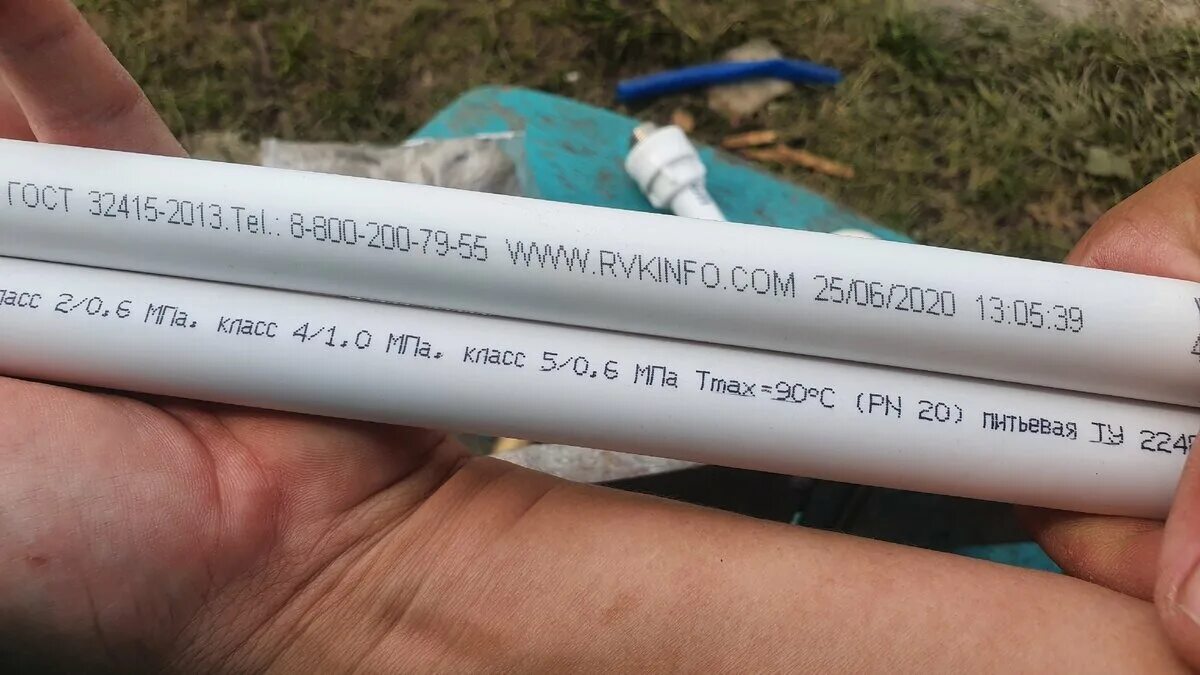 ГОСТ 32415-2013.Tel.: 8-800-200-79-55 WWW.RVKINFO.COM 25/06/2020 13:05:39
2/0,6 МПа, класс 4/1,0 МПа, класс 5/0,6 МПа Tmax=90°C (PN 20) питьевая ТУ